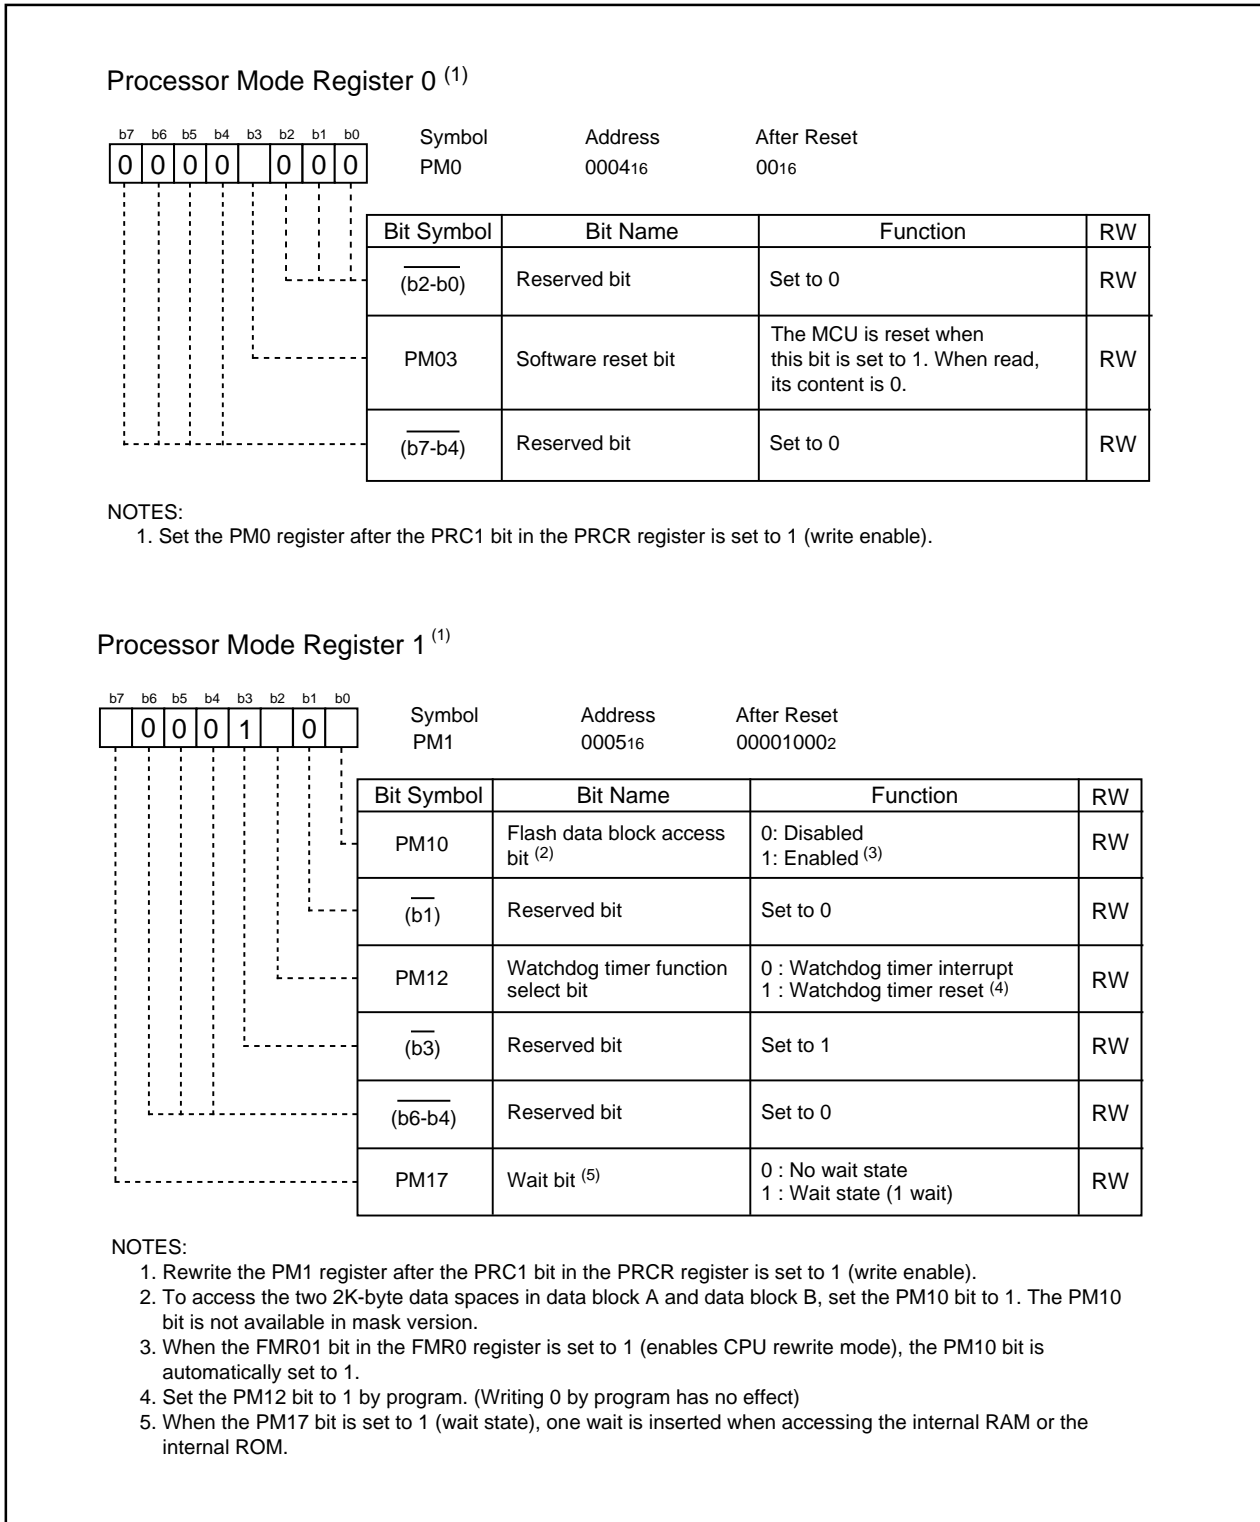 Processor Mode Register 0 (1)
b7 b6 b5 b4 b3 b2 b1 b0
0 0 0 0 0 0 0
Symbol Address After Reset
PM0 000416 0016
Bit Symbol Bit Name Function RW
(b2-b0) Reserved bit Set to 0 RW
PM03 Software reset bit The MCU is reset when
this bit is set to 1. When read,
its content is 0.
RW
(b7-b4) Reserved bit Set to 0 RW
NOTES:
1. Set the PM0 register after the PRC1 bit in the PRCR register is set to 1 (write enable).
Processor Mode Register 1 (1)
b7 b6 b5 b4 b3 b2 b1 b0
0 0 0 1 0
Symbol Address After Reset
PM1 000516 000010002
Bit Symbol Bit Name Function RW
PM10 Flash data block access
bit (2)
0: Disabled
1: Enabled (3)
RW
(b1) Reserved bit Set to 0 RW
PM12 Watchdog timer function
select bit
0 : Watchdog timer interrupt
1 : Watchdog timer reset (4)
RW
(b3) Reserved bit Set to 1 RW
(b6-b4) Reserved bit Set to 0 RW
PM17 Wait bit (5)
0 : No wait state
1 : Wait state (1 wait)
RW
NOTES:
1. Rewrite the PM1 register after the PRC1 bit in the PRCR register is set to 1 (write enable).
2. To access the two 2K-byte data spaces in data block A and data block B, set the PM10 bit to 1. The PM10
bit is not available in mask version.
3. When the FMR01 bit in the FMR0 register is set to 1 (enables CPU rewrite mode), the PM10 bit is
automatically set to 1.
4. Set the PM12 bit to 1 by program. (Writing 0 by program has no effect)
5. When the PM17 bit is set to 1 (wait state), one wait is inserted when accessing the internal RAM or the
internal ROM.